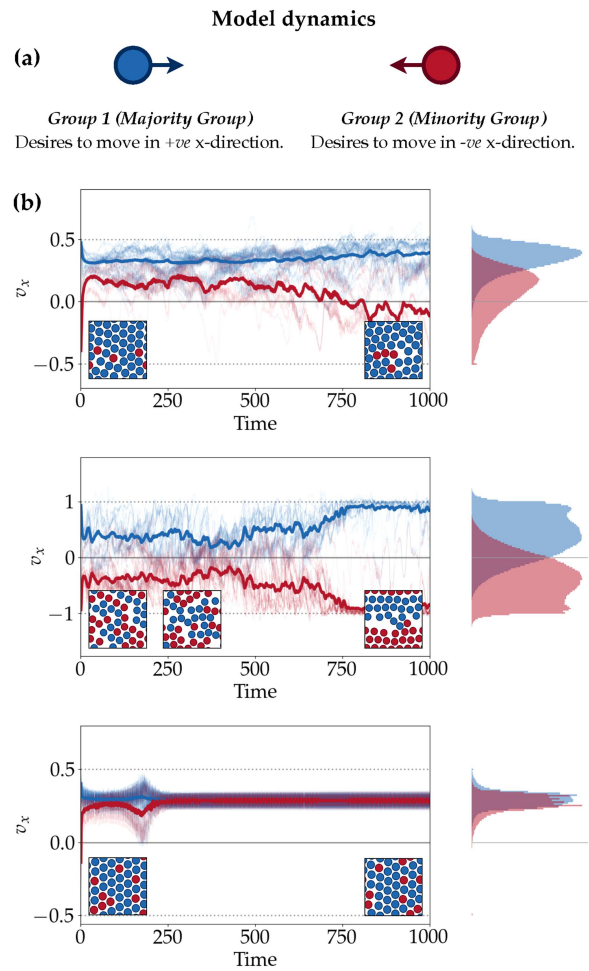 Model dynamics
(a)
Group 1 (Majority Group)
Desires to move in +ve x-direction.
Group 2 (Minority Group)
Desires to move in -ve x-direction.
(b)
0.5
0.0
−0.5
v_x
0 250 500 750 1000
Time
1
0
−1
v_x
0 250 500 750 1000
Time
0.5
0.0
−0.5
v_x
0 250 500 750 1000
Time